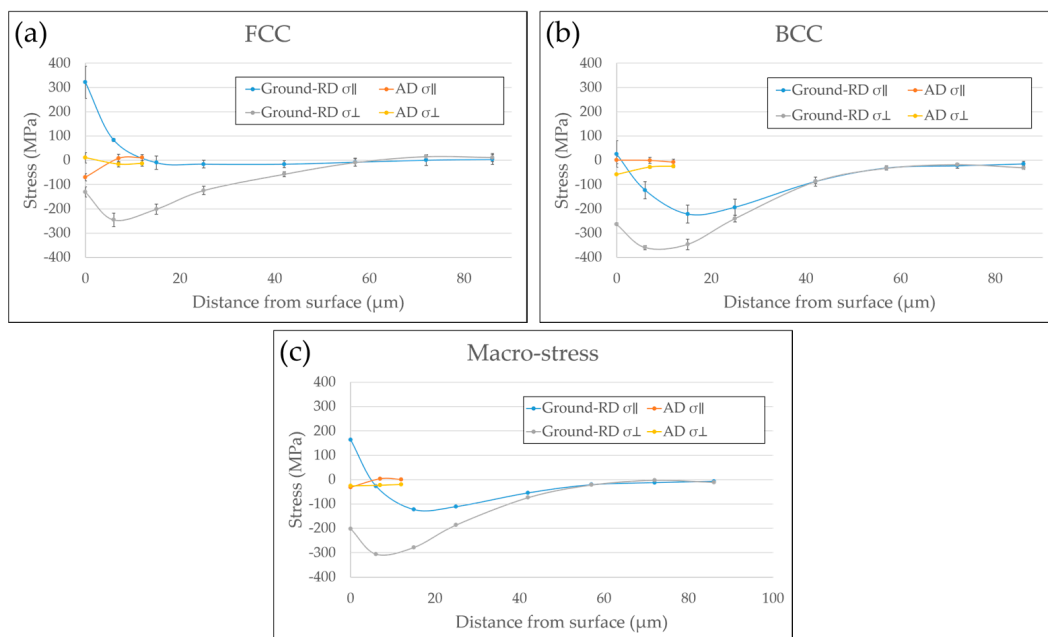 (a)
FCC
Stress (MPa)
400
300
200
100
0
-100
-200
-300
-400
Ground-RD σ∥
AD σ∥
Ground-RD σ⊥
AD σ⊥
0
20
40
60
80
Distance from surface (μm)
(b)
BCC
Stress (MPa)
400
300
200
100
0
-100
-200
-300
-400
Ground-RD σ∥
AD σ∥
Ground-RD σ⊥
AD σ⊥
0
20
40
60
80
Distance from surface (μm)
(c)
Macro-stress
Stress (MPa)
400
300
200
100
0
-100
-200
-300
-400
Ground-RD σ∥
AD σ∥
Ground-RD σ⊥
AD σ⊥
0
20
40
60
80
100
Distance from surface (μm)